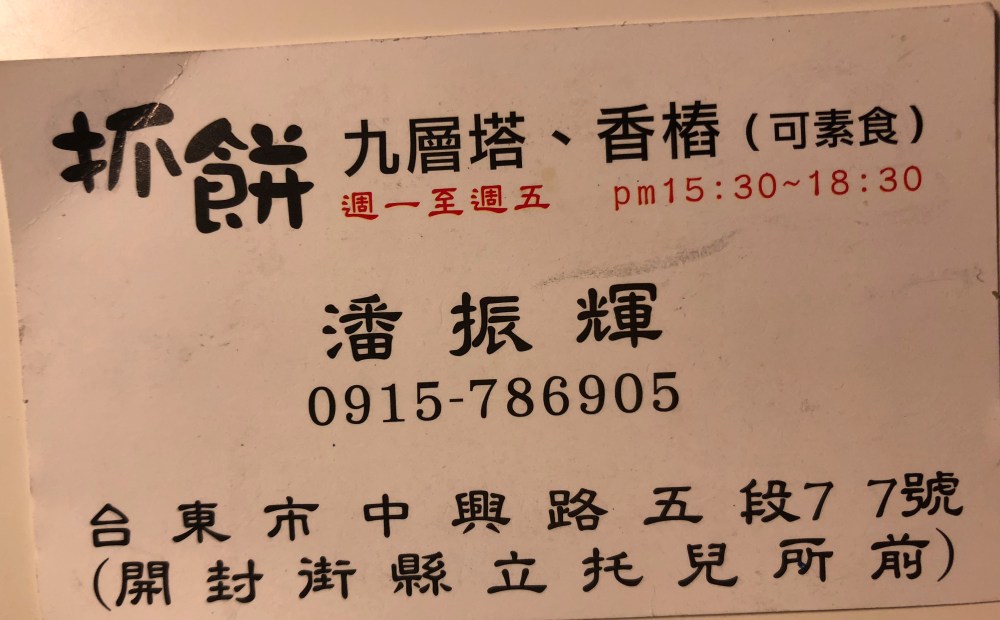 抓餅 九層塔、香樁(可素食)
週一至週五 pm15:30~18:30
潘振輝
0915-786905
台東市中興路五段77號
(開封街縣立托兒所前)